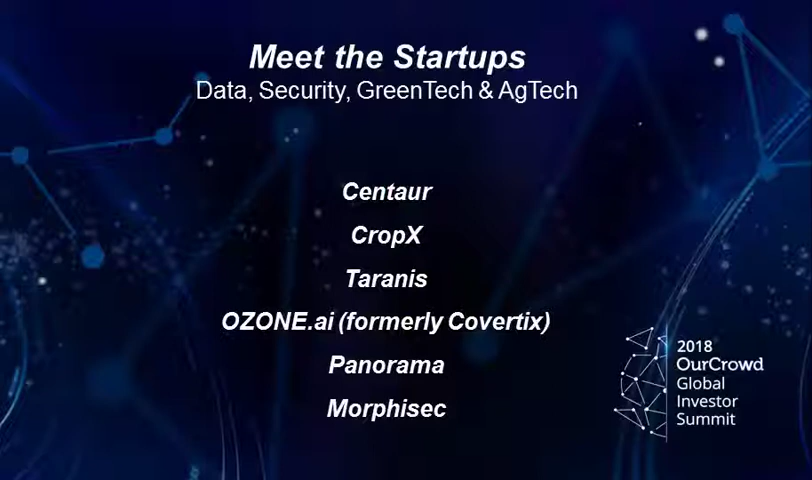 Meet the Startups
Data, Security, GreenTech & AgTech
Centaur
CropX
Taranis
OZONE.ai (formerly Covertix)
Panorama
Morphisec
2018
OurCrowd
Global
Investor
Summit